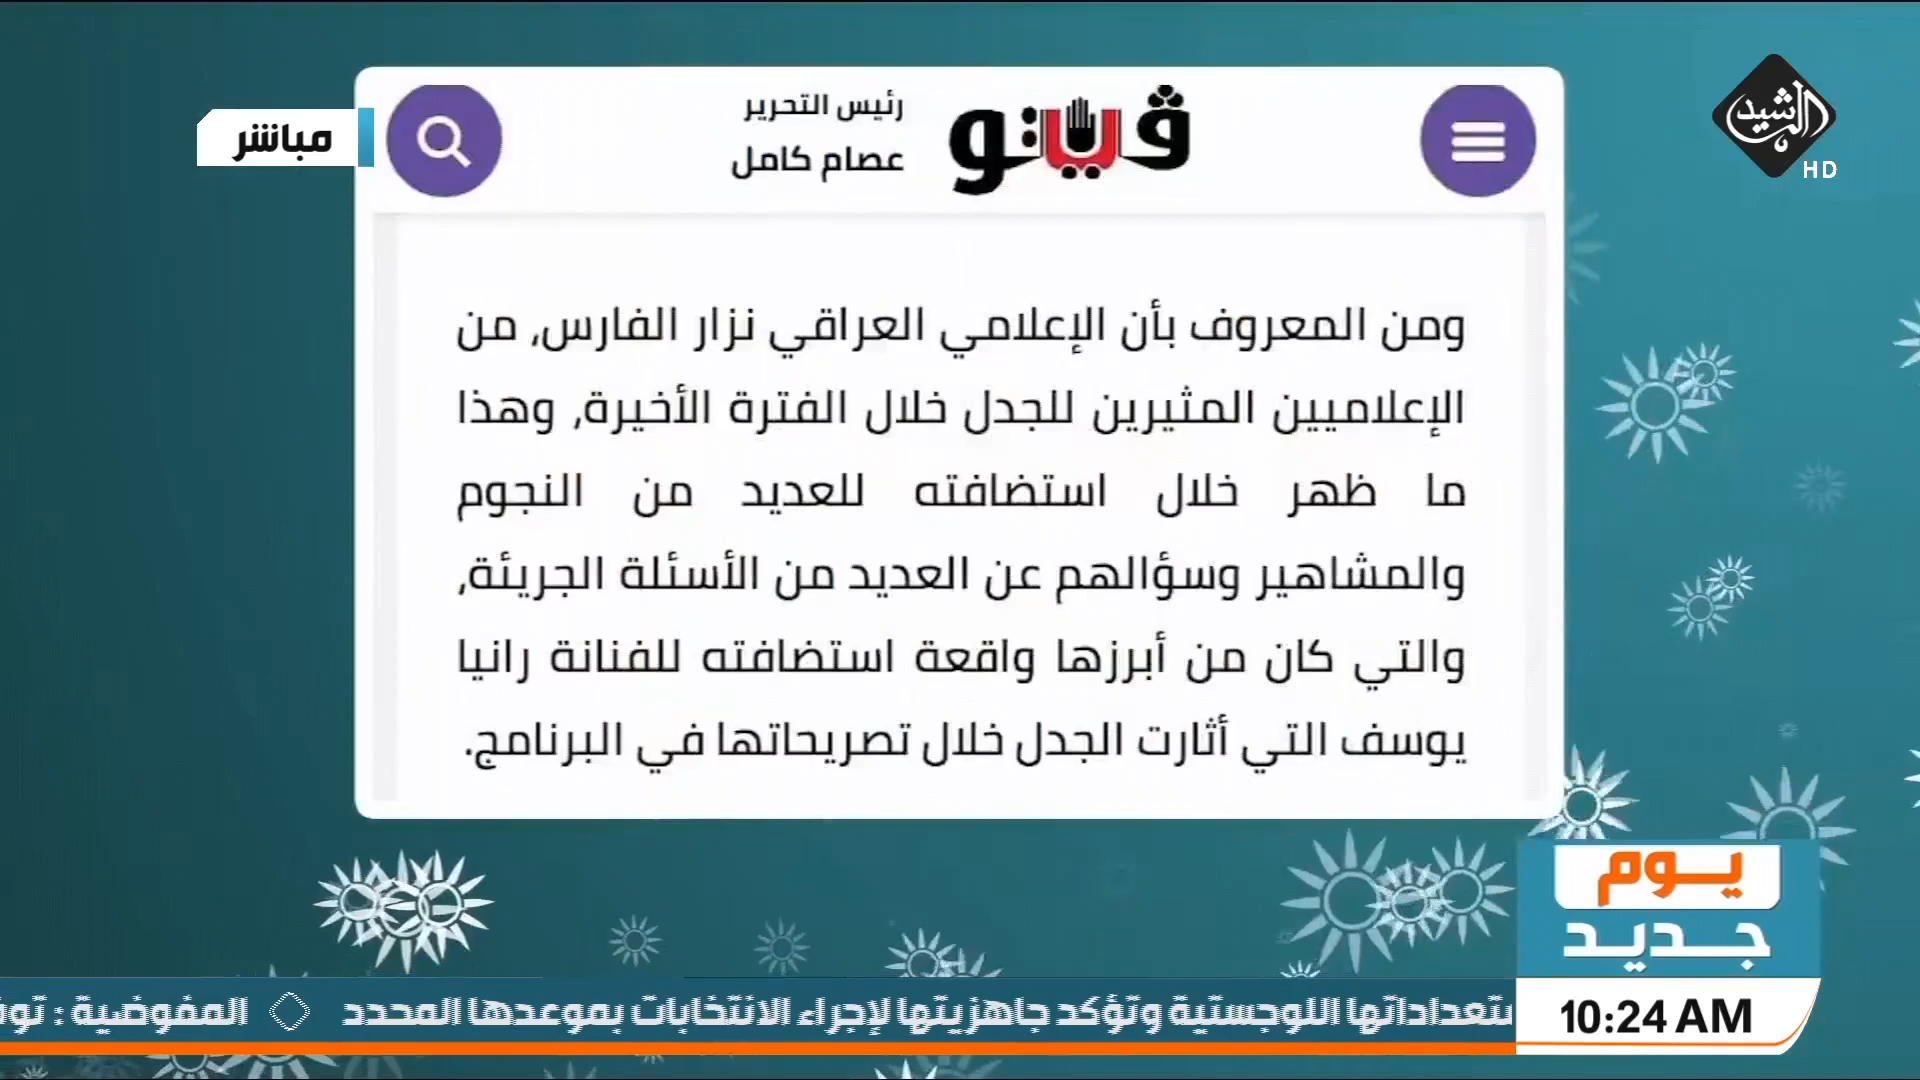 مباشر
رئيس التحرير
عصام كامل
ڤيتو
الرشيد
HD
ومن المعروف بأن الإعلامي العراقي نزار الفارس, من
الإعلاميين المثيرين للجدل خلال الفترة الأخيرة, وهذا
ما ظهر خلال استضافته للعديد من النجوم
والمشاهير وسؤالهم عن العديد من الأسئلة الجريئة,
والتي كان من أبرزها واقعة استضافته للفنانة رانيا
يوسف التي أثارت الجدل خلال تصريحاتها في البرنامج.
يوم
جديد
10:24 AM
اللوجستية وتؤكد جاهزيتها لإجراء الانتخابات بموعدها المحدد ◇ المفوضية :